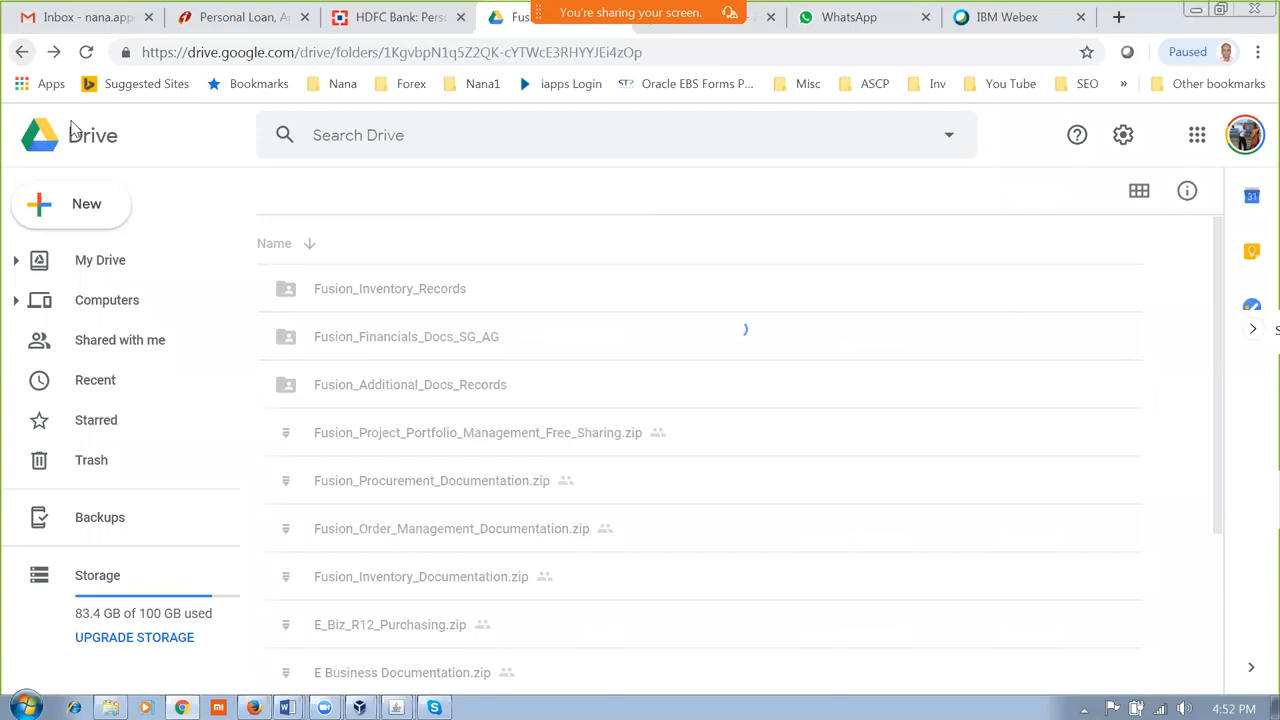 Inbox - nana.app
Personal Loan, A
HDFC Bank: Pers
Fus
You're sharing your screen.
WhatsApp
IBM Webex
https://drive.google.com/drive/folders/1KgvbpN1q5Z2QK-cYTWcE3RHYYJEi4zOp
Paused
Apps
Suggested Sites
Bookmarks
Nana
Forex
Nana1
iapps Login
Oracle EBS Forms P...
Misc
ASCP
Inv
You Tube
SEO
»
Other bookmarks
Drive
Search Drive
New
31
Name
My Drive
Fusion_Inventory_Records
Computers
Fusion_Financials_Docs_SG_AG
Shared with me
Recent
Fusion_Additional_Docs_Records
Starred
Fusion_Project_Portfolio_Management_Free_Sharing.zip
Trash
Fusion_Procurement_Documentation.zip
Backups
Fusion_Order_Management_Documentation.zip
Storage
Fusion_Inventory_Documentation.zip
83.4 GB of 100 GB used
E_Biz_R12_Purchasing.zip
UPGRADE STORAGE
E Business Documentation.zip
4:52 PM